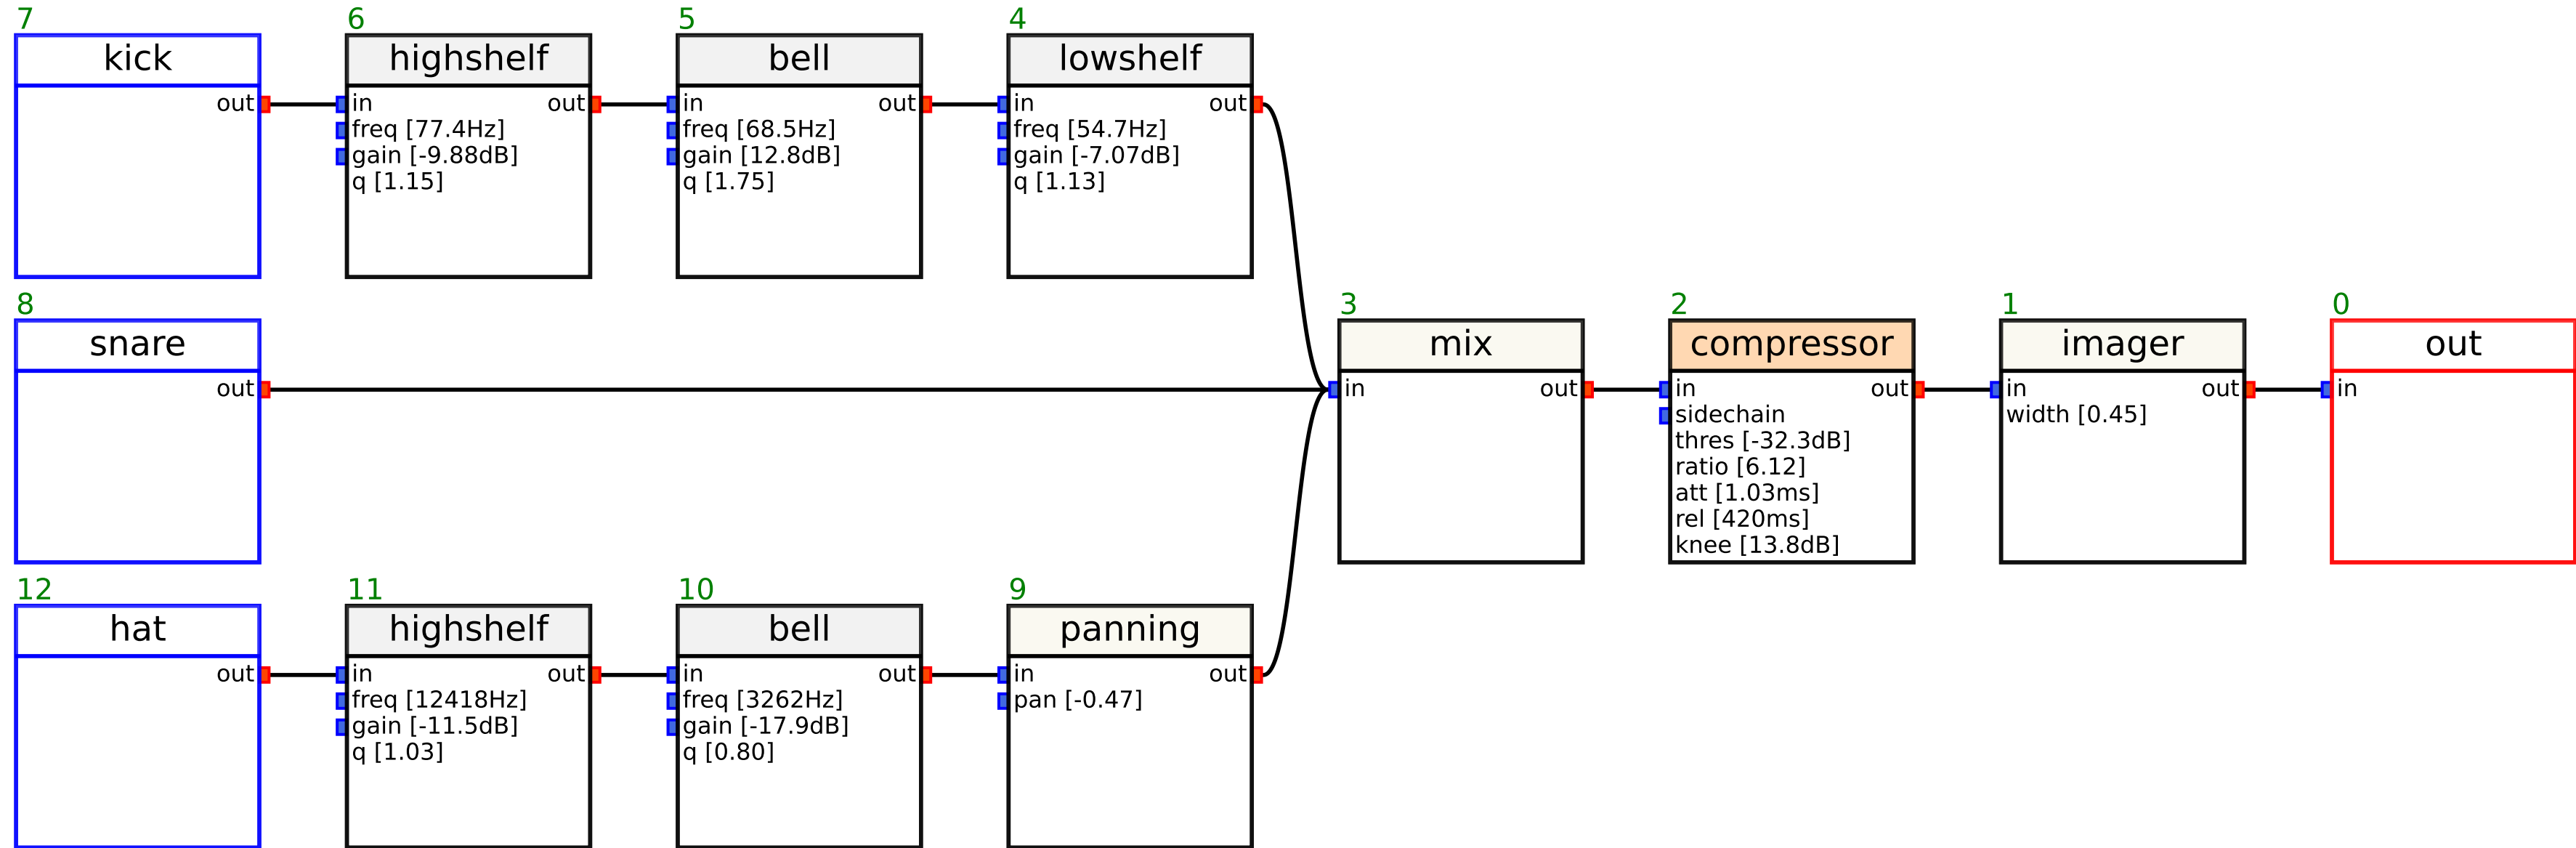 7
kick
out
6
highshelf
in out
freq [77.4Hz]
gain [-9.88dB]
q [1.15]
5
bell
in out
freq [68.5Hz]
gain [12.8dB]
q [1.75]
4
lowshelf
in out
freq [54.7Hz]
gain [-7.07dB]
q [1.13]
8
snare
out
3
mix
in out
2
compressor
in out
sidechain
thres [-32.3dB]
ratio [6.12]
att [1.03ms]
rel [420ms]
knee [13.8dB]
1
imager
in out
width [0.45]
0
out
in
12
hat
out
11
highshelf
in out
freq [12418Hz]
gain [-11.5dB]
q [1.03]
10
bell
in out
freq [3262Hz]
gain [-17.9dB]
q [0.80]
9
panning
in out
pan [-0.47]